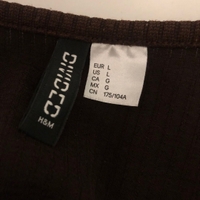 DIVIDED
H&M
EUR L
US L
CA G
MX G
CN 175/104A